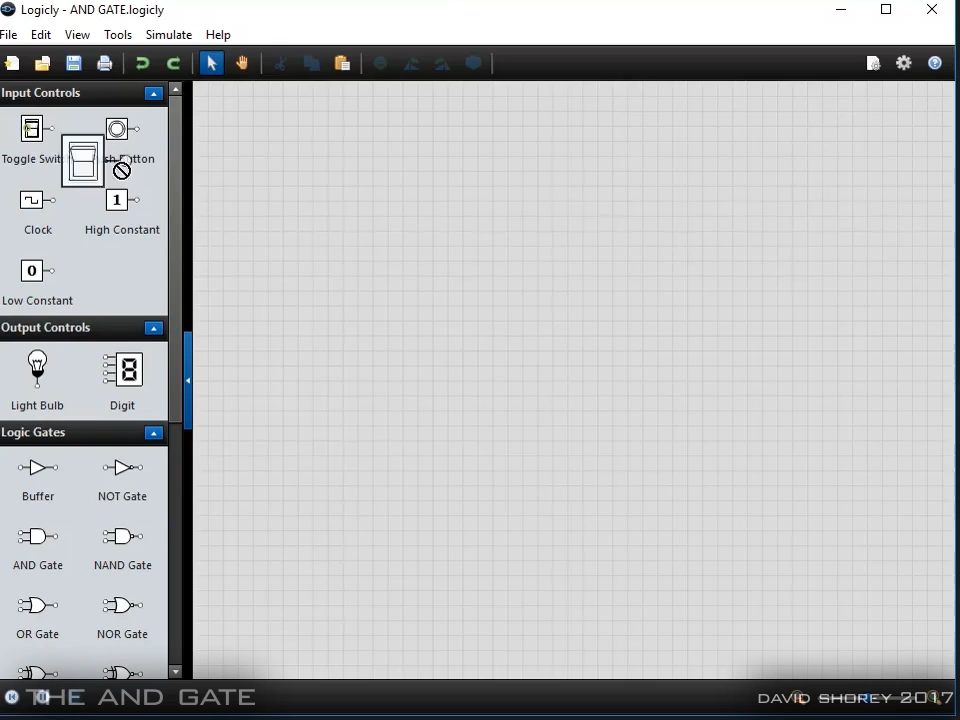 Logicly - AND GATE.logicly
File Edit View Tools Simulate Help
Input Controls
Toggle Swit
Clock High Constant
1
0
Low Constant
Output Controls
8
Light Bulb Digit
Logic Gates
Buffer NOT Gate
AND Gate NAND Gate
OR Gate NOR Gate
THE AND GATE
DAVID SHOREY 2017